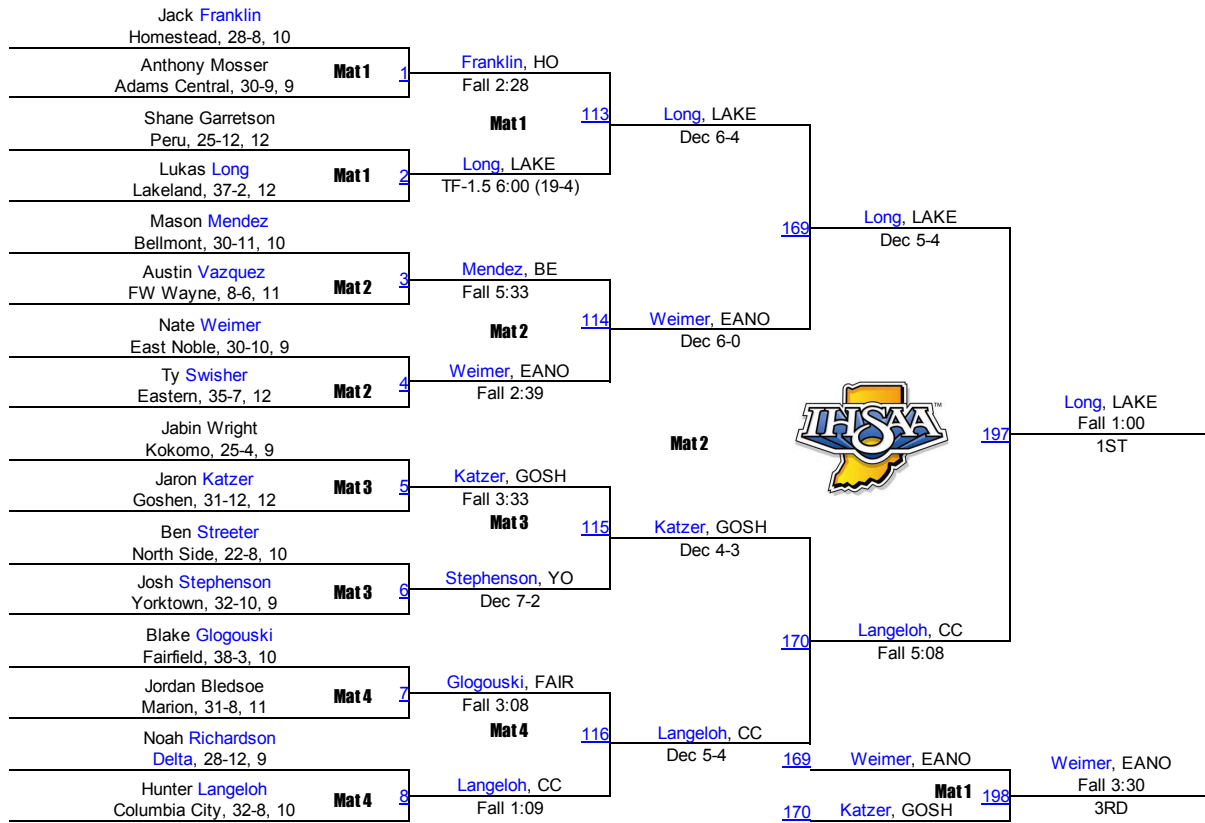 Jack Franklin
Homestead, 28-8, 10
Anthony Mosser
Adams Central, 30-9, 9
Mat 1
1
Shane Garretson
Peru, 25-12, 12
Lukas Long
Lakeland, 37-2, 12
Mat 1
2
Mason Mendez
Bellmont, 30-11, 10
Austin Vazquez
FW Wayne, 8-6, 11
Mat 2
3
Nate Weimer
East Noble, 30-10, 9
Ty Swisher
Eastern, 35-7, 12
Mat 2
4
Jabin Wright
Kokomo, 25-4, 9
Jaron Katzer
Goshen, 31-12, 12
Mat 3
5
Ben Streeter
North Side, 22-8, 10
Josh Stephenson
Yorktown, 32-10, 9
Mat 3
6
Blake Glogouski
Fairfield, 38-3, 10
Jordan Bledsoe
Marion, 31-8, 11
Mat 4
7
Noah Richardson
Delta, 28-12, 9
Hunter Langeloh
Columbia City, 32-8, 10
Mat 4
8
Franklin, HO
Fall 2:28
Mat 1
113
Long, LAKE
TF-1.5 6:00 (19-4)
Mendez, BE
Fall 5:33
Mat 2
114
Weimer, EANO
Fall 2:39
Katzer, GOSH
Fall 3:33
Mat 3
115
Stephenson, YO
Dec 7-2
Glogouski, FAIR
Fall 3:08
Mat 4
116
Langeloh, CC
Fall 1:09
Long, LAKE
Dec 6-4
169
Weimer, EANO
Dec 6-0
Mat 2
Katzer, GOSH
Dec 4-3
170
Langeloh, CC
Dec 5-4
Long, LAKE
Dec 5-4
IHSAA
TM
197
Langeloh, CC
Fall 5:08
Long, LAKE
Fall 1:00
1ST
169
Weimer, EANO
Mat 1
198
170
Katzer, GOSH
Weimer, EANO
Fall 3:30
3RD